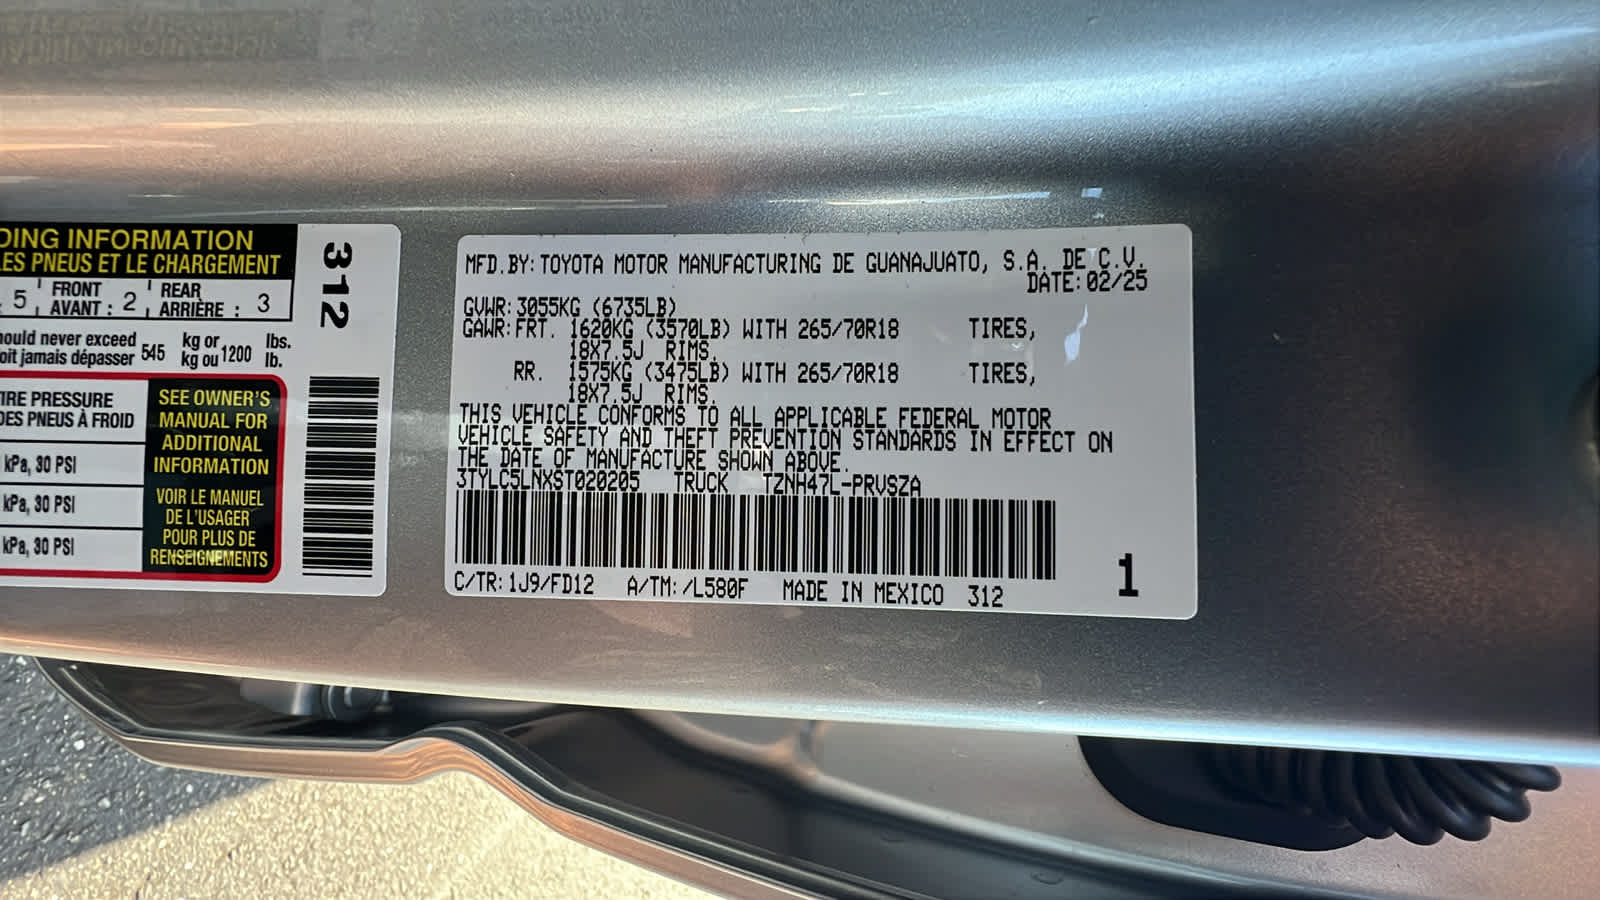 DING INFORMATION
LES PNEUS ET LE CHARGEMENT
5 FRONT AVANT : 2 REAR ARRIÈRE : 3
ould never exceed 545 kg or 1200 lbs.
oit jamais dépasser kg ou lb.
IRE PRESSURE
DES PNEUS À FROID
kPa, 30 PSI
kPa, 30 PSI
kPa, 30 PSI
SEE OWNER'S
MANUAL FOR
ADDITIONAL
INFORMATION
VOIR LE MANUEL
DE L'USAGER
POUR PLUS DE
RENSEIGNEMENTS
312
MFD.BY: TOYOTA MOTOR MANUFACTURING DE GUANAJUATO, S.A. DE C.V.
DATE: 02/25
GVWR: 3055KG (6735LB)
GAWR: FRT. 1620KG (3570LB) WITH 265/70R18 TIRES,
18X7.5J RIMS.
RR. 1575KG (3475LB) WITH 265/70R18 TIRES,
18X7.5J RIMS.
THIS VEHICLE CONFORMS TO ALL APPLICABLE FEDERAL MOTOR
VEHICLE SAFETY AND THEFT PREVENTION STANDARDS IN EFFECT ON
THE DATE OF MANUFACTURE SHOWN ABOVE.
3TYLC5LNXST020205 TRUCK TZNH47L-PRVSZA
C/TR: 1J9/FD12 A/TM: /L580F MADE IN MEXICO 312
1